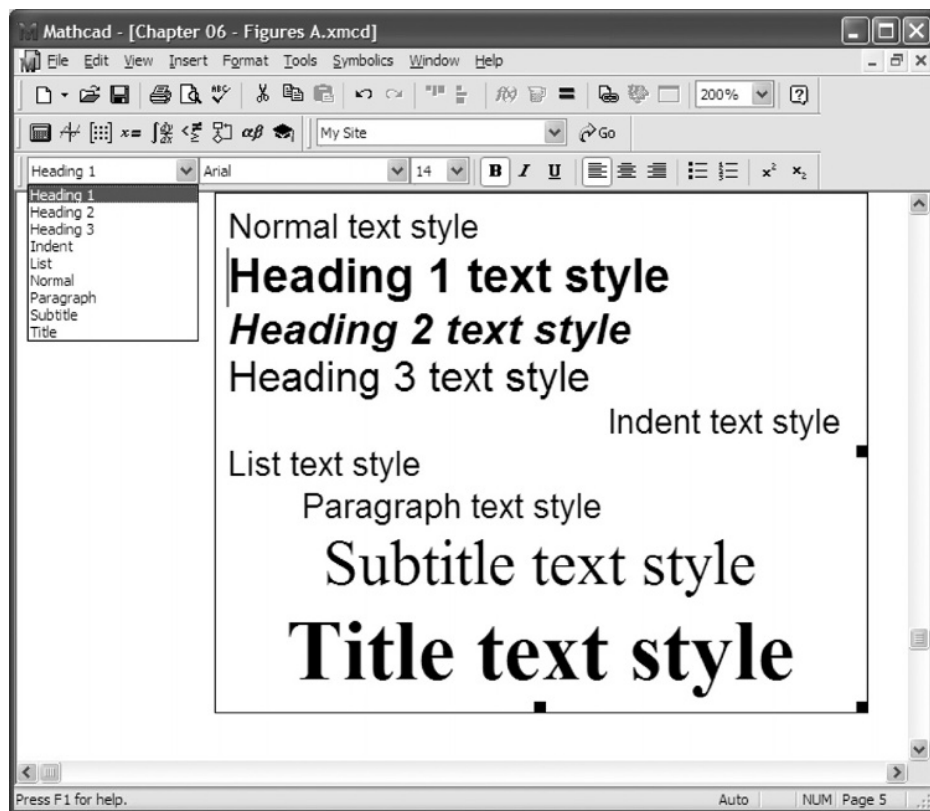 Mathcad - [Chapter 06 - Figures A.xmcd]
File Edit View Insert Format Tools Symbolics Window Help
200%
My Site Go
Heading 1 Arial 14 B I U x² x₂
Heading 1
Heading 2
Heading 3
Indent
List
Normal
Paragraph
Subtitle
Title
Normal text style
Heading 1 text style
Heading 2 text style
Heading 3 text style
Indent text style
List text style
Paragraph text style
Subtitle text style
Title text style
Press F1 for help. Auto NUM Page 5